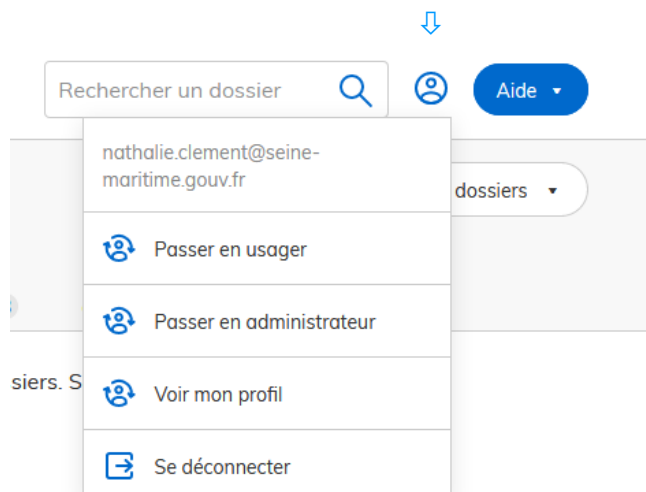 Rechercher un dossier
Aide
nathalie.clement@seine-
maritime.gouv.fr
dossiers
Passer en usager
Passer en administrateur
siers. S
Voir mon profil
Se déconnecter